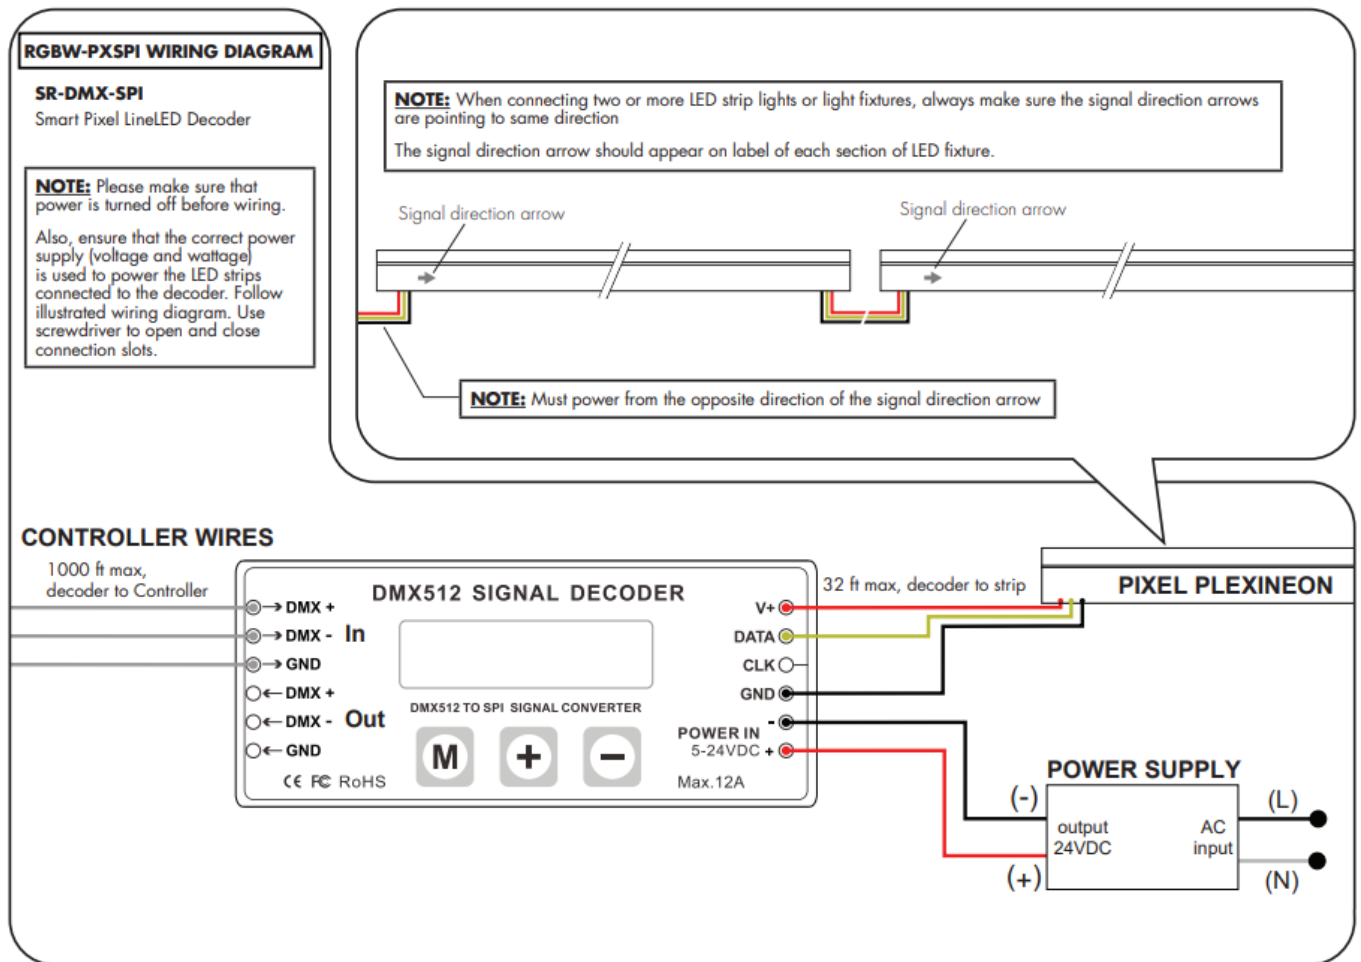 RGBW-PXSPI WIRING DIAGRAM
SR-DMX-SPI
Smart Pixel LineLED Decoder
NOTE: Please make sure that
power is turned off before wiring.
Also, ensure that the correct power
supply (voltage and wattage)
is used to power the LED strips
connected to the decoder. Follow
illustrated wiring diagram. Use
screwdriver to open and close
connection slots.
NOTE: When connecting two or more LED strip lights or light fixtures, always make sure the signal direction arrows
are pointing to same direction
The signal direction arrow should appear on label of each section of LED fixture.
Signal direction arrow
Signal direction arrow
NOTE: Must power from the opposite direction of the signal direction arrow
CONTROLLER WIRES
1000 ft max,
decoder to Controller
DMX512 SIGNAL DECODER
DMX +
DMX - In
GND
DMX +
DMX - Out
GND
CE FC RoHS
DMX512 TO SPI SIGNAL CONVERTER
M + −
V+
DATA
CLK
GND
-
POWER IN
5-24VDC +
Max.12A
32 ft max, decoder to strip
PIXEL PLEXINEON
POWER SUPPLY
(-)
(+)
output
24VDC
AC
input
(L)
(N)